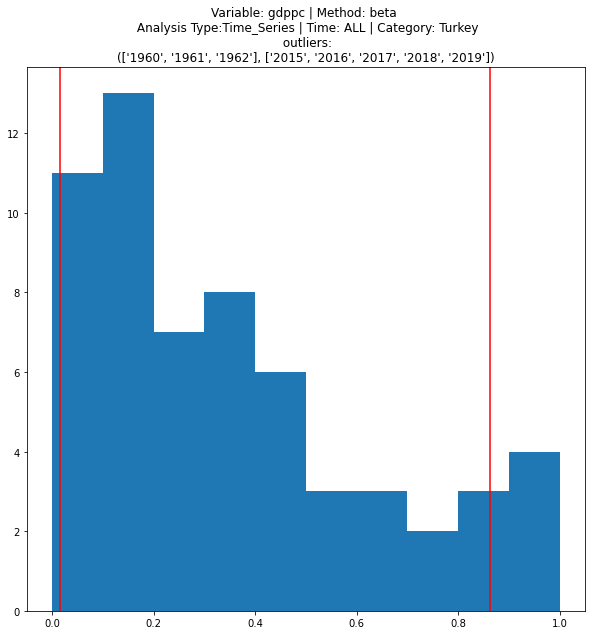 Variable: gdppc | Method: beta
Analysis Type:Time_Series | Time: ALL | Category: Turkey
outliers:
(['1960', '1961', '1962'], ['2015', '2016', '2017', '2018', '2019'])
12
10
8
6
4
2
0
0.0 0.2 0.4 0.6 0.8 1.0